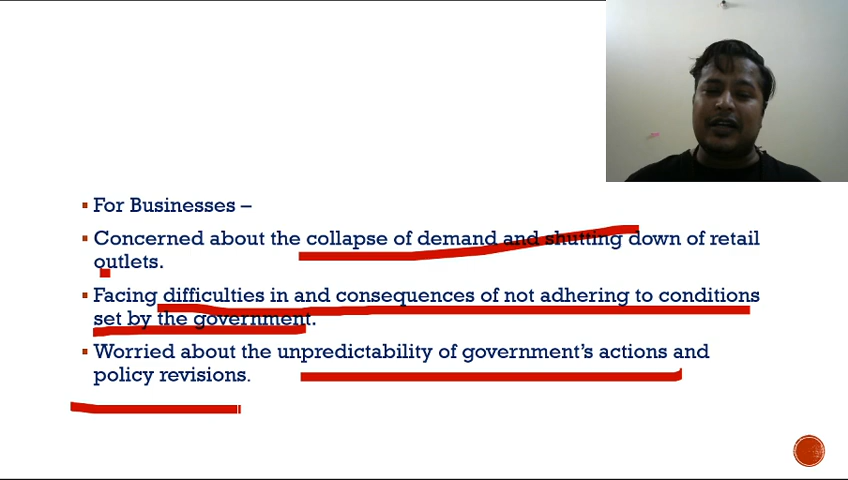 For Businesses –
Concerned about the collapse of demand and shutting down of retail
outlets.
Facing difficulties in and consequences of not adhering to conditions
set by the government.
Worried about the unpredictability of government's actions and
policy revisions.